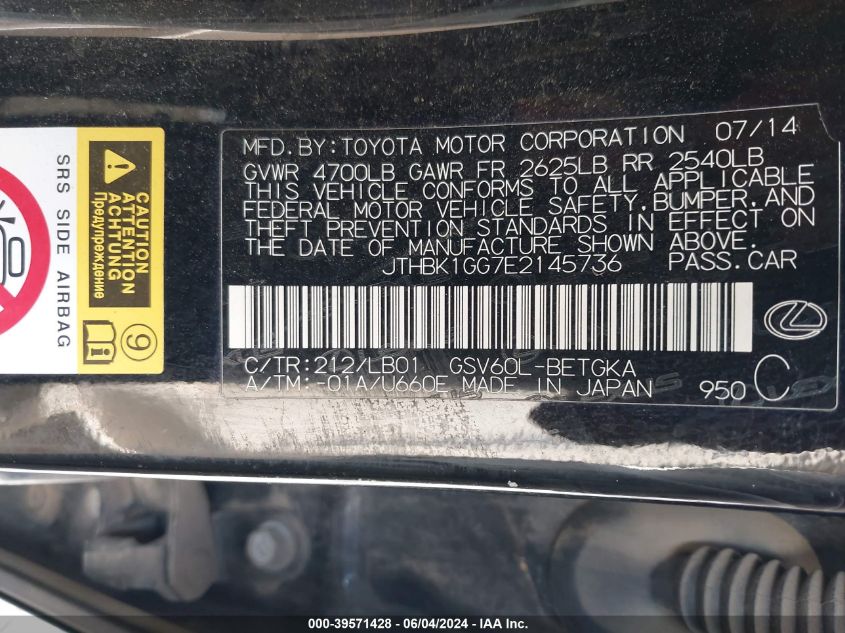 MFD.BY:TOYOTA MOTOR CORPORATION 07/14
GVWR 4700LB GAWR FR 2625LB RR 2540LB
THIS VEHICLE CONFORMS TO ALL APPLICABLE
FEDERAL MOTOR VEHICLE SAFETY,BUMPER,AND
THEFT PREVENTION STANDARDS IN EFFECT ON
THE DATE OF MANUFACTURE SHOWN ABOVE.
JTHBK1GG7E2145736 PASS.CAR
C/TR:212/LB01 GSV60L-BETGKA
A/TM:-01A/U660E MADE IN JAPAN 950 C
SRS SIDE AIRBAG
CAUTION
ATTENTION
ACHTUNG
Предупреждение
9
000-39571428 - 06/04/2024 - IAA Inc.